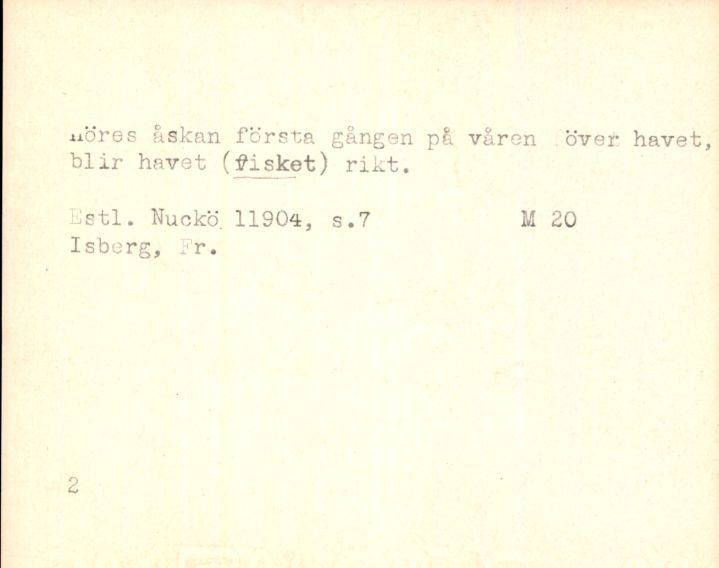 Höres åskan första gången på våren över havet,
blir havet (fisket) rikt.
Estl. Nuckö 11904, s.7 M 20
Isberg, Fr.
2